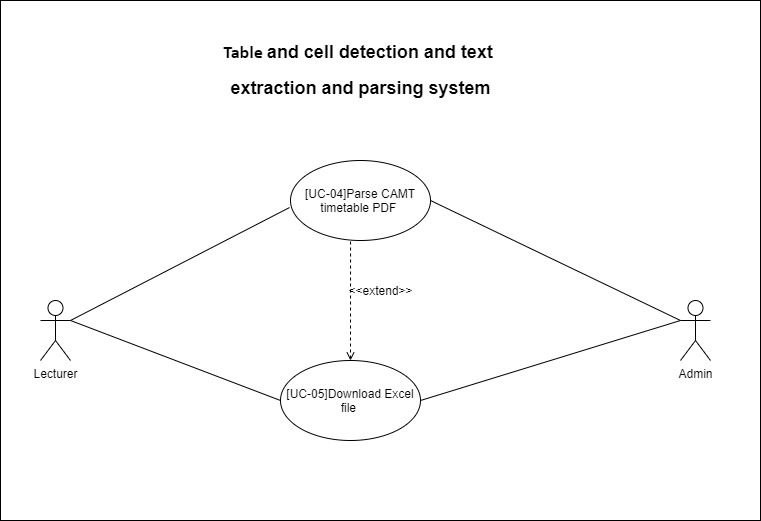 Table and cell detection and text
extraction and parsing system
[UC-04]Parse CAMT
timetable PDF
<<extend>>
Lecturer
Admin
[UC-05]Download Excel
file